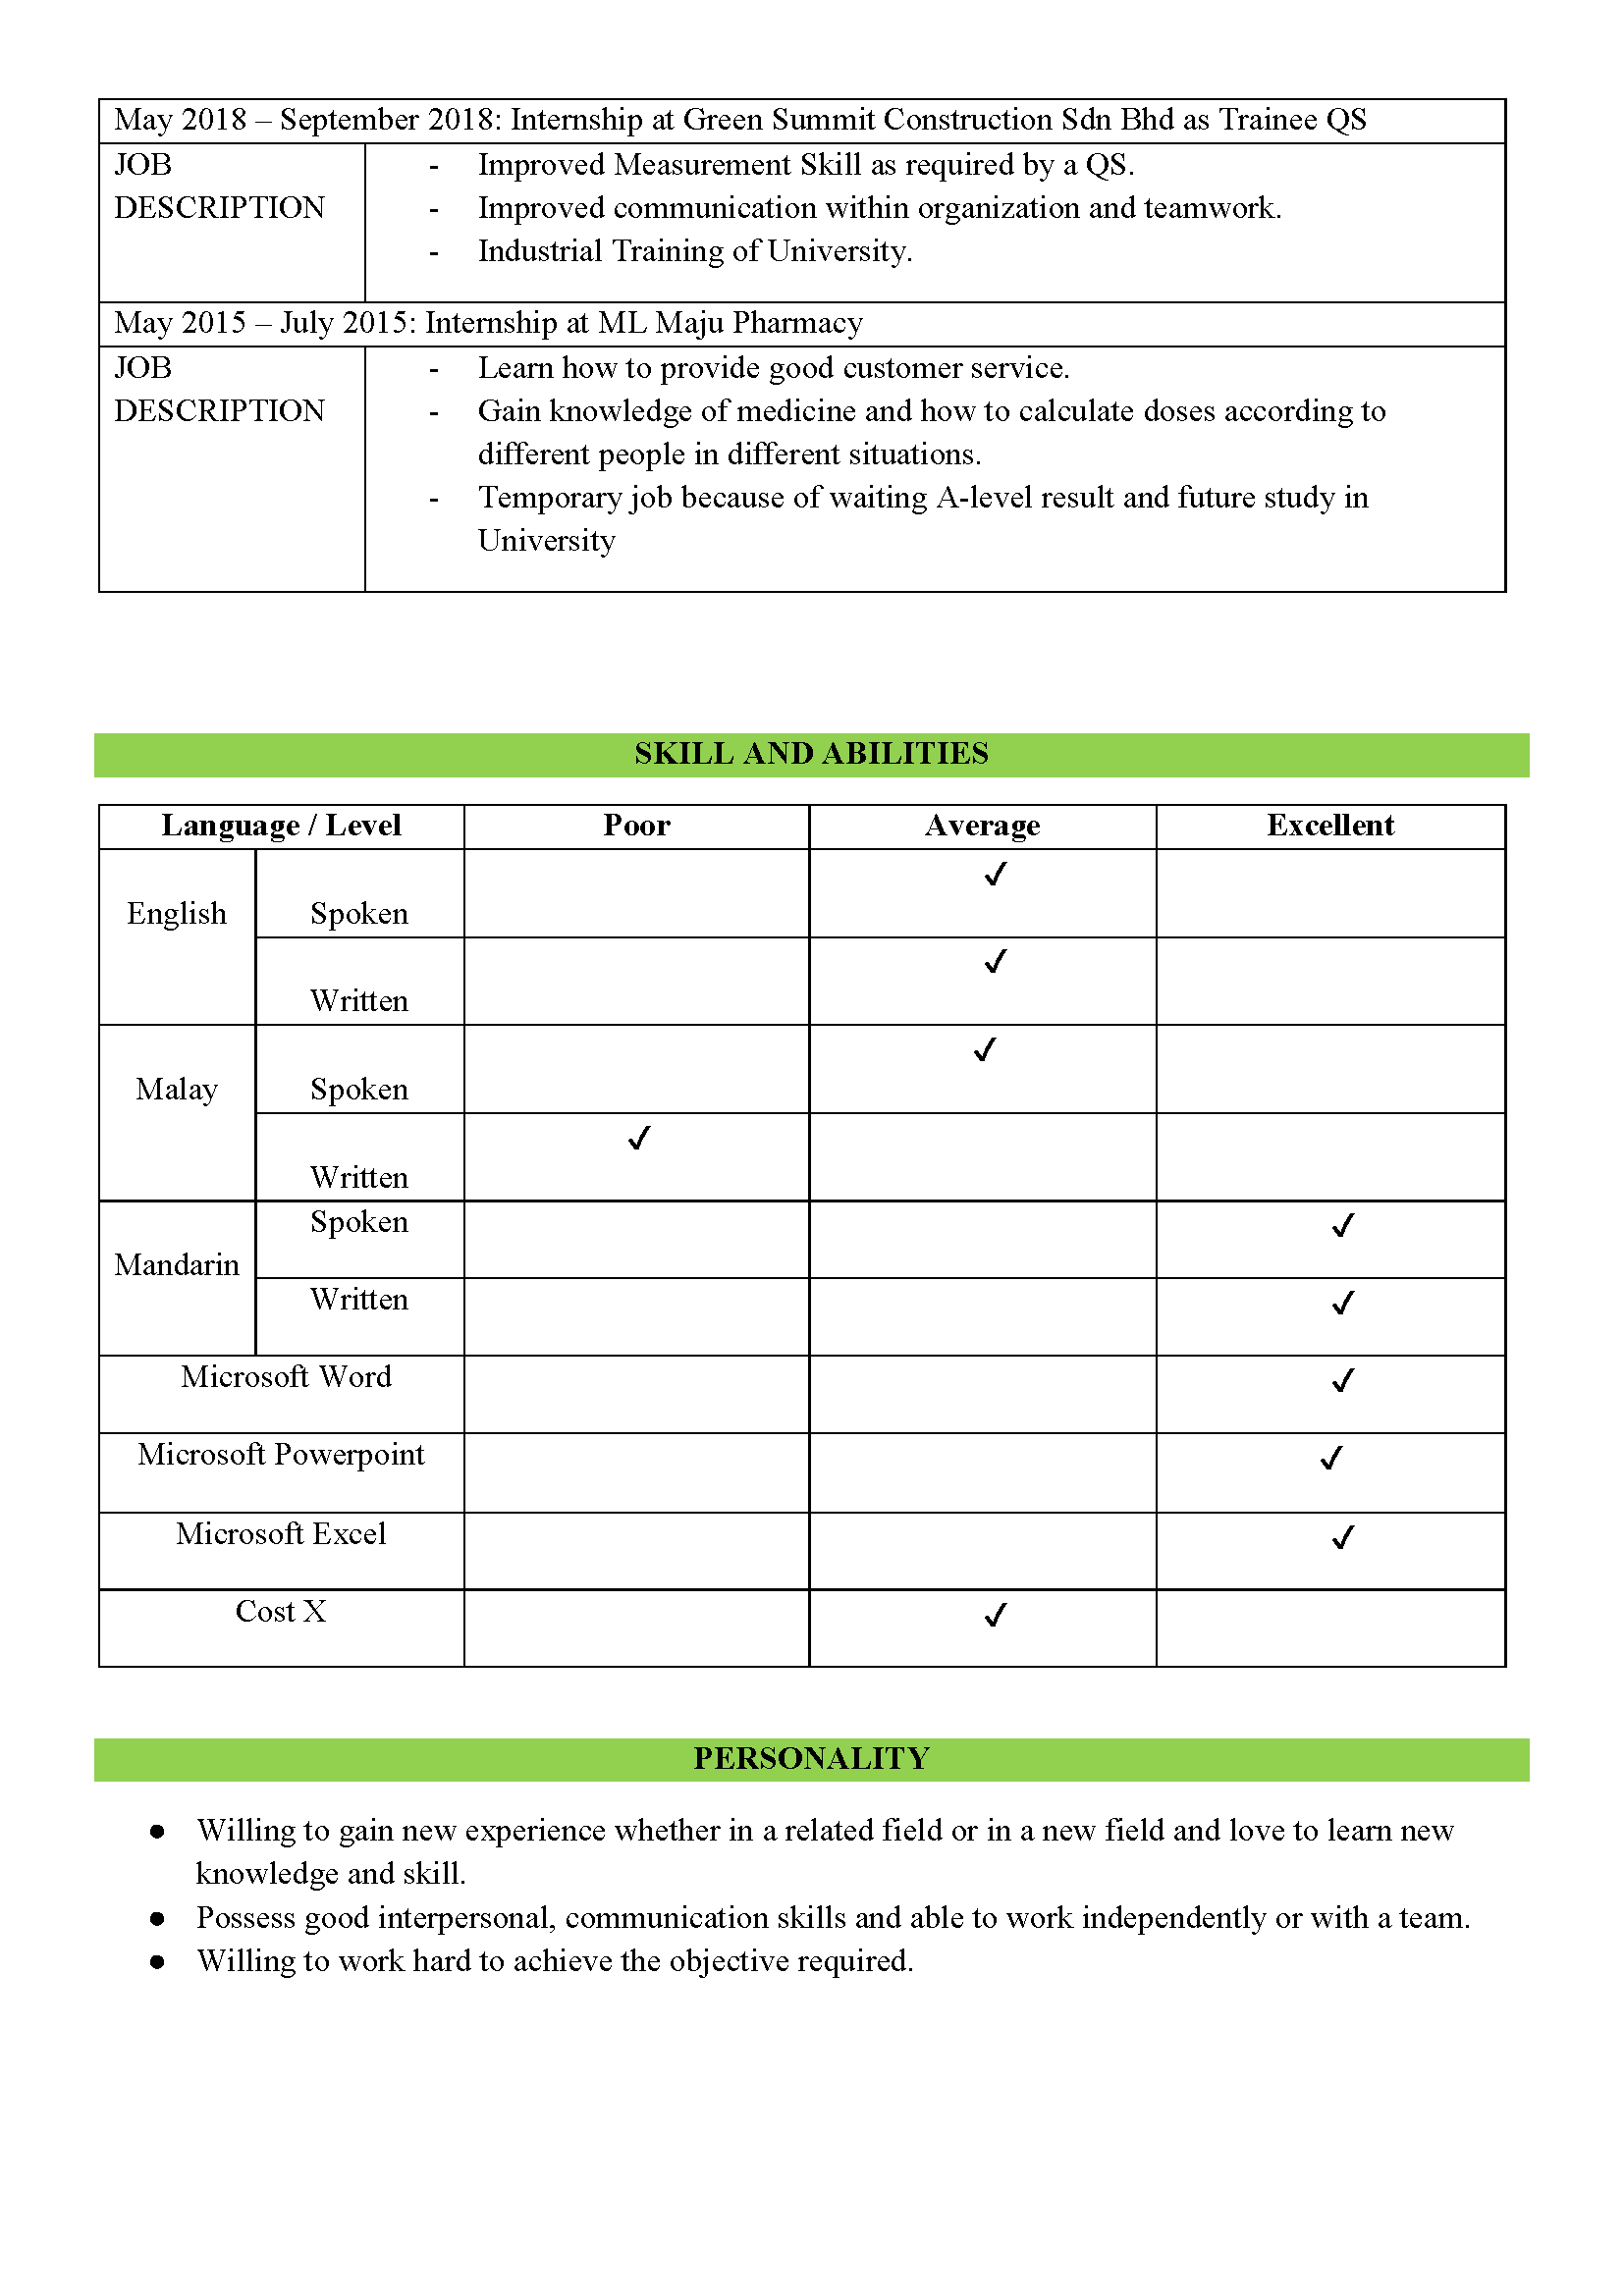 May 2018 – September 2018: Internship at Green Summit Construction Sdn Bhd as Trainee QS
JOB
DESCRIPTION
- Improved Measurement Skill as required by a QS.
- Improved communication within organization and teamwork.
- Industrial Training of University.
May 2015 – July 2015: Internship at ML Maju Pharmacy
JOB
DESCRIPTION
- Learn how to provide good customer service.
- Gain knowledge of medicine and how to calculate doses according to
different people in different situations.
- Temporary job because of waiting A-level result and future study in
University
SKILL AND ABILITIES
Language / Level Poor Average Excellent
English Spoken ✓
Written ✓
Malay Spoken ✓
Written ✓
Mandarin Spoken ✓
Written ✓
Microsoft Word ✓
Microsoft Powerpoint ✓
Microsoft Excel ✓
Cost X ✓
PERSONALITY
● Willing to gain new experience whether in a related field or in a new field and love to learn new
knowledge and skill.
● Possess good interpersonal, communication skills and able to work independently or with a team.
● Willing to work hard to achieve the objective required.